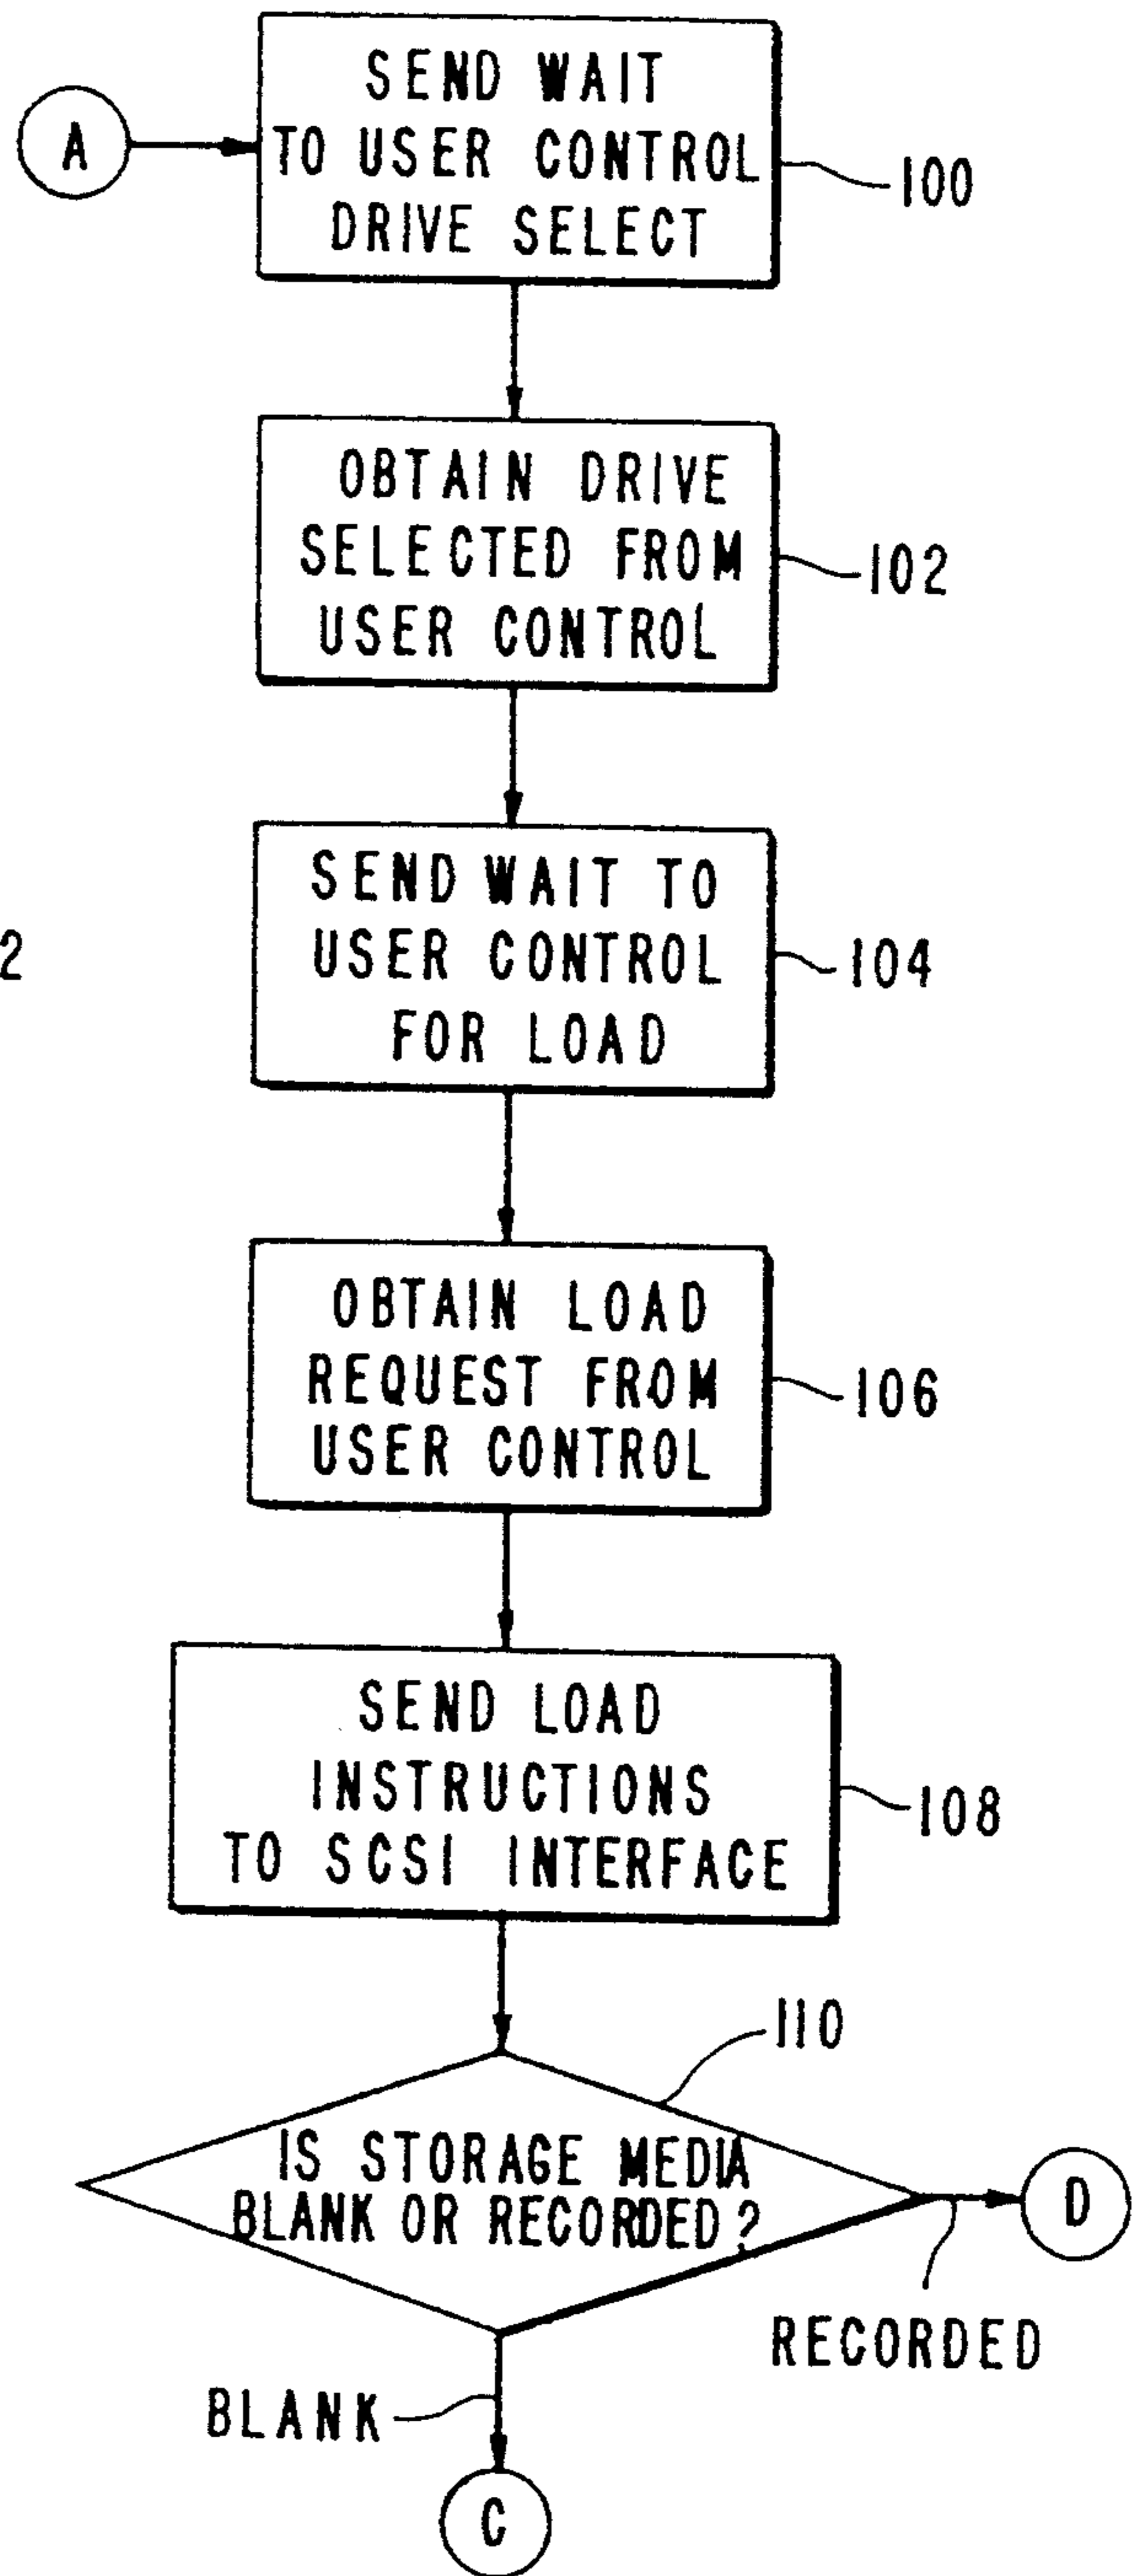 A
SEND WAIT
TO USER CONTROL
DRIVE SELECT
100
OBTAIN DRIVE
SELECTED FROM
USER CONTROL
102
2
SEND WAIT TO
USER CONTROL
FOR LOAD
104
OBTAIN LOAD
REQUEST FROM
USER CONTROL
106
SEND LOAD
INSTRUCTIONS
TO SCSI INTERFACE
108
110
IS STORAGE MEDIA
BLANK OR RECORDED?
D
RECORDED
BLANK
C